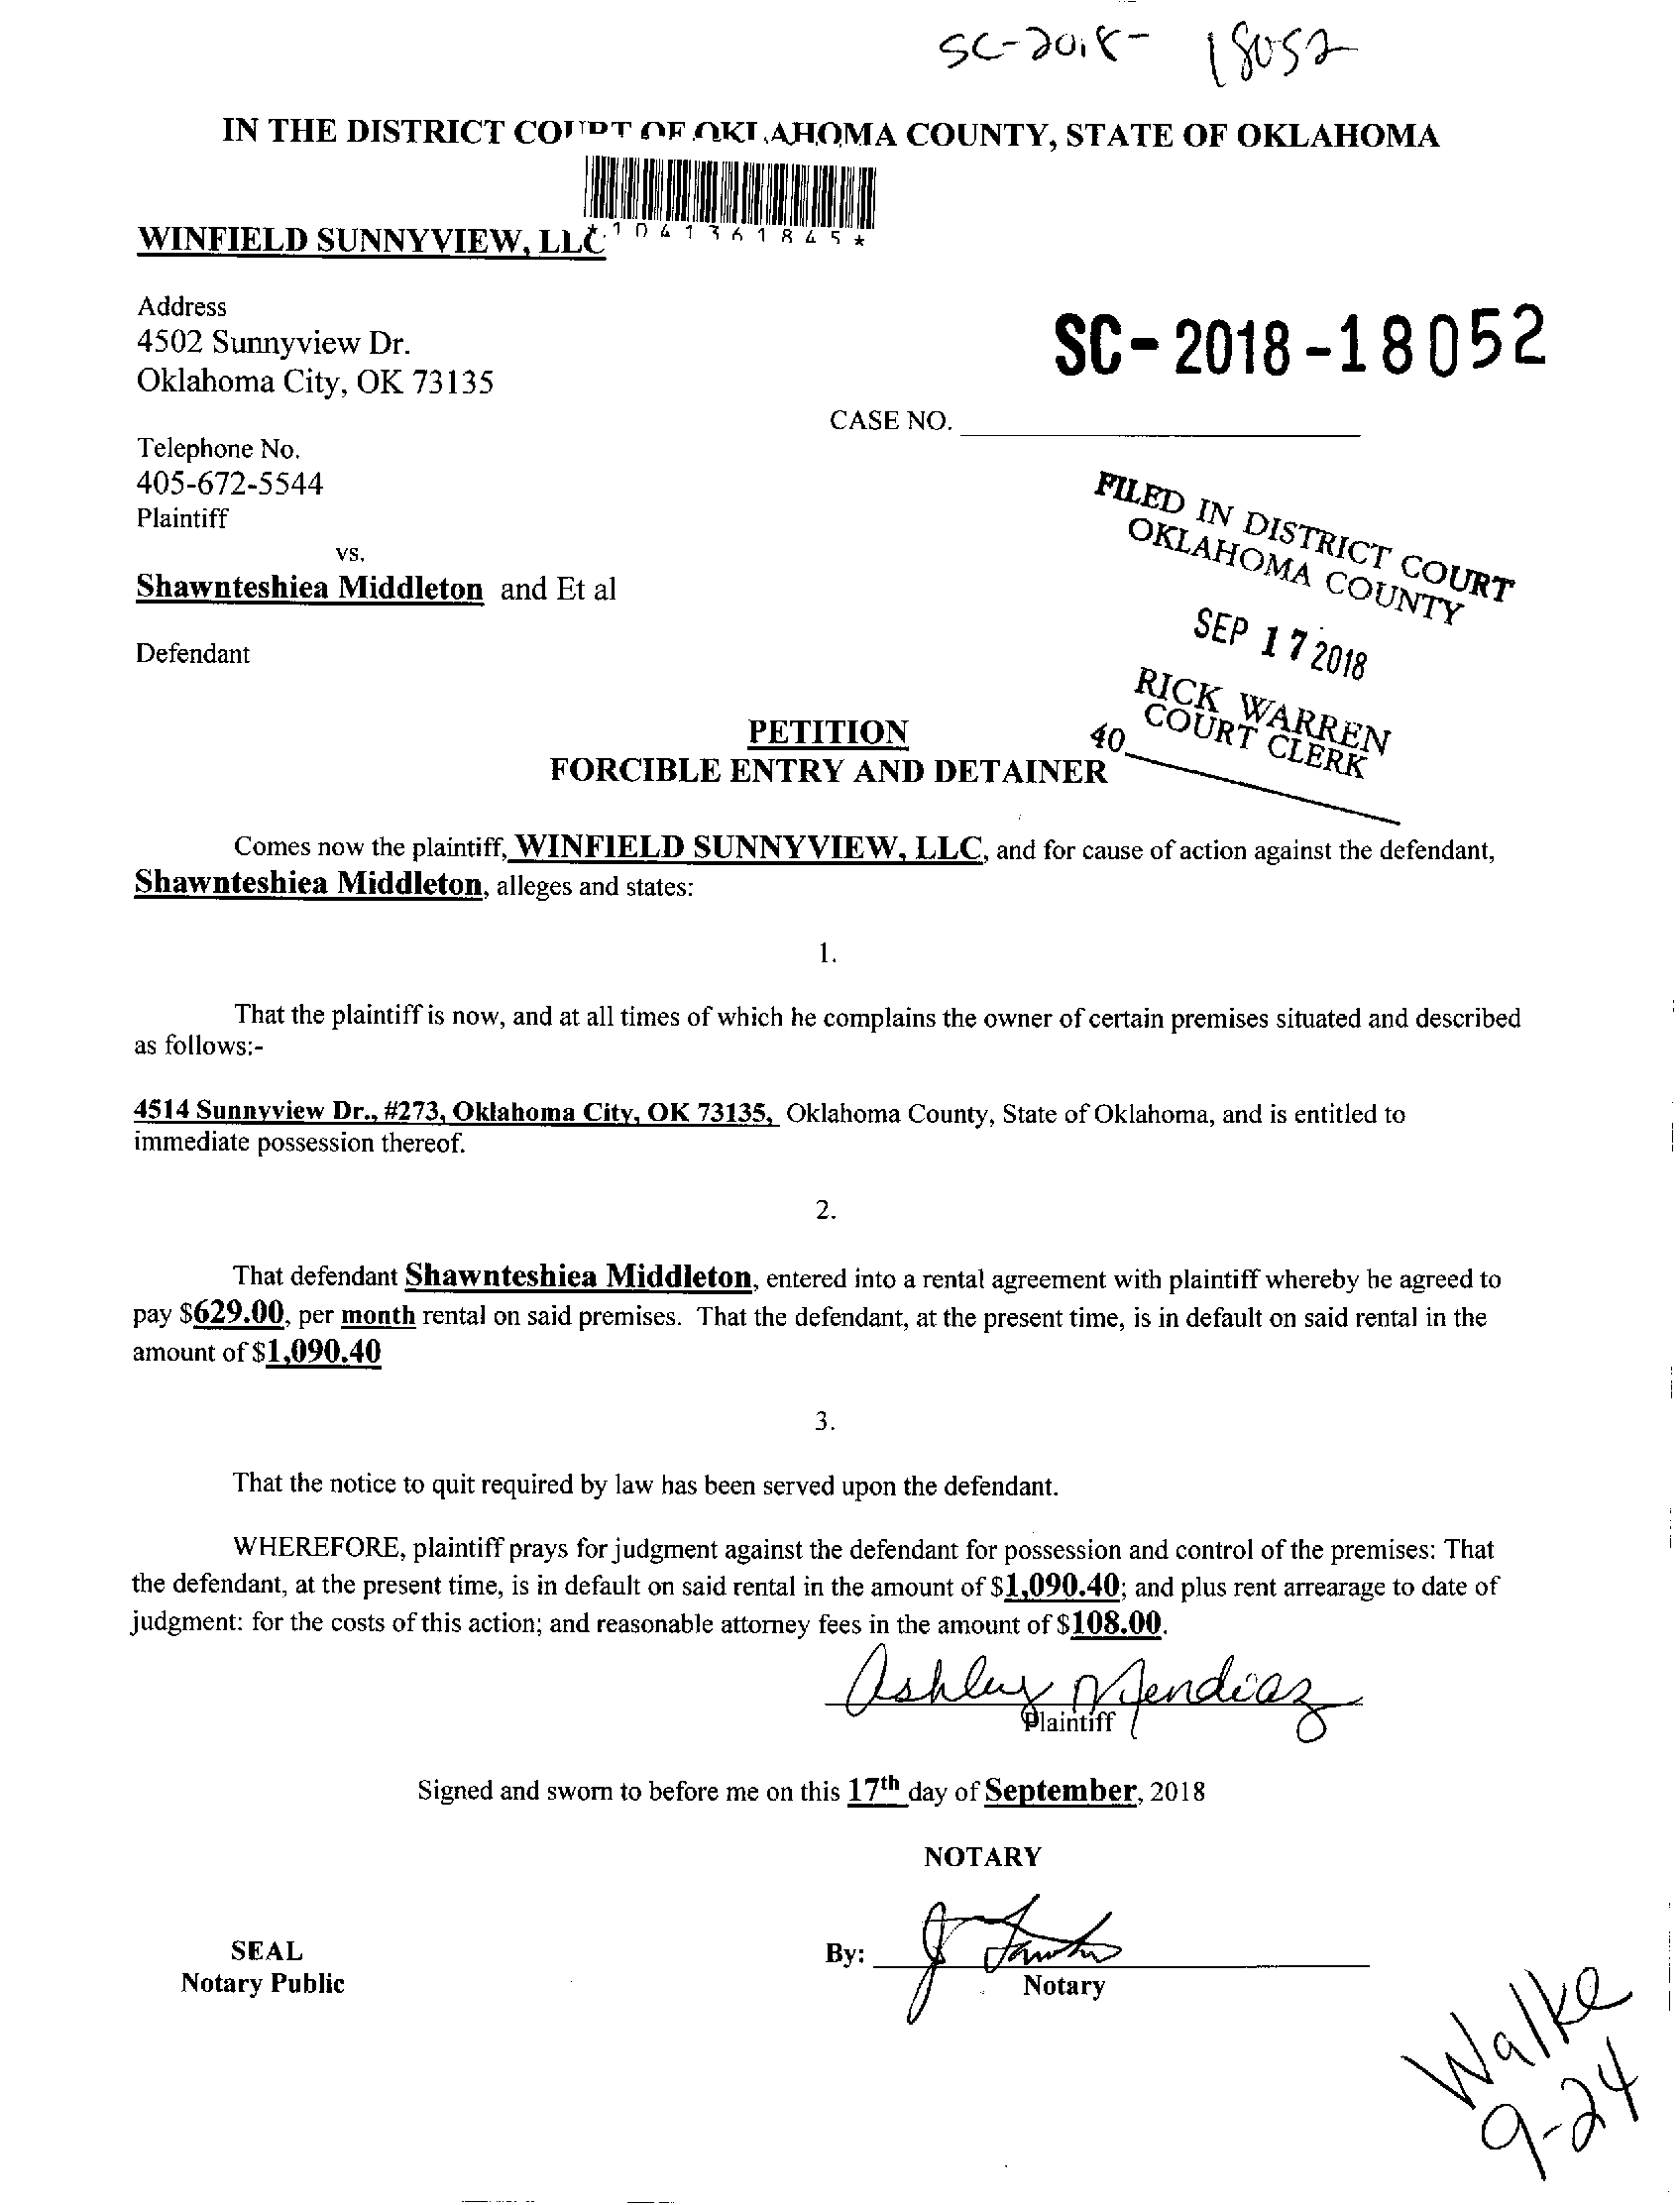 SC-2018- 18052
IN THE DISTRICT COURT OF OKLAHOMA COUNTY, STATE OF OKLAHOMA
*1041361845*
WINFIELD SUNNYVIEW, LLC
Address
4502 Sunnyview Dr.
Oklahoma City, OK 73135
SC-2018-18052
CASE NO.
Telephone No.
405-672-5544
Plaintiff
vs.
Shawnteshiea Middleton and Et al
Defendant
FILED IN DISTRICT COURT
OKLAHOMA COUNTY
SEP 17 2018
RICK WARREN
COURT CLERK
40
PETITION
FORCIBLE ENTRY AND DETAINER
Comes now the plaintiff, WINFIELD SUNNYVIEW, LLC, and for cause of action against the defendant,
Shawnteshiea Middleton, alleges and states:
1.
That the plaintiff is now, and at all times of which he complains the owner of certain premises situated and described
as follows:-
4514 Sunnyview Dr., #273, Oklahoma City, OK 73135, Oklahoma County, State of Oklahoma, and is entitled to
immediate possession thereof.
2.
That defendant Shawnteshiea Middleton, entered into a rental agreement with plaintiff whereby he agreed to
pay $629.00, per month rental on said premises. That the defendant, at the present time, is in default on said rental in the
amount of $1,090.40
3.
That the notice to quit required by law has been served upon the defendant.
WHEREFORE, plaintiff prays for judgment against the defendant for possession and control of the premises: That
the defendant, at the present time, is in default on said rental in the amount of $1,090.40; and plus rent arrearage to date of
judgment: for the costs of this action; and reasonable attorney fees in the amount of $108.00.
Ashley Mendiaz
Plaintiff
Signed and sworn to before me on this 17th day of September, 2018
NOTARY
SEAL
Notary Public
By:
Notary
Walke
9-24